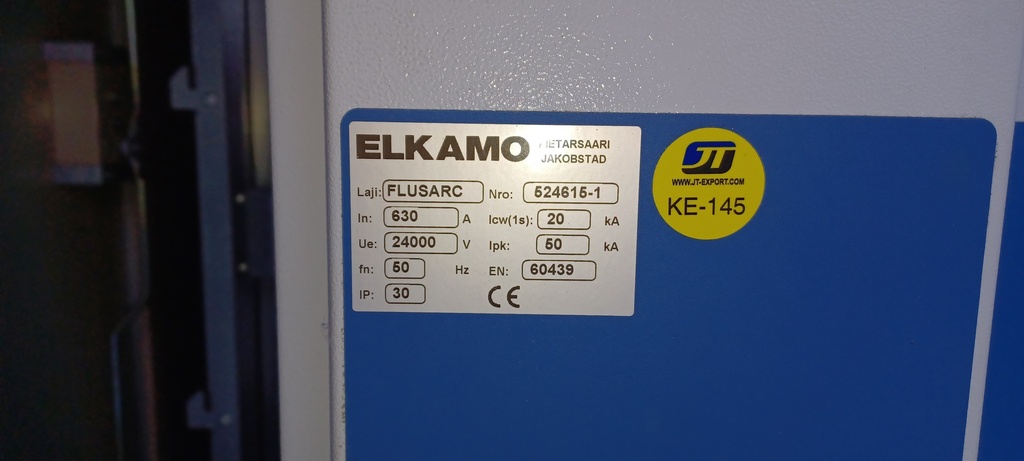 ELKAMO PIETARSAARI
JAKOBSTAD
Laji: FLUSARC Nro: 524615-1
In: 630 A Icw(1s): 20 kA
Ue: 24000 V Ipk: 50 kA
fn: 50 Hz EN: 60439
IP: 30 CE
JT
WWW.JT-EXPORT.COM
KE-145